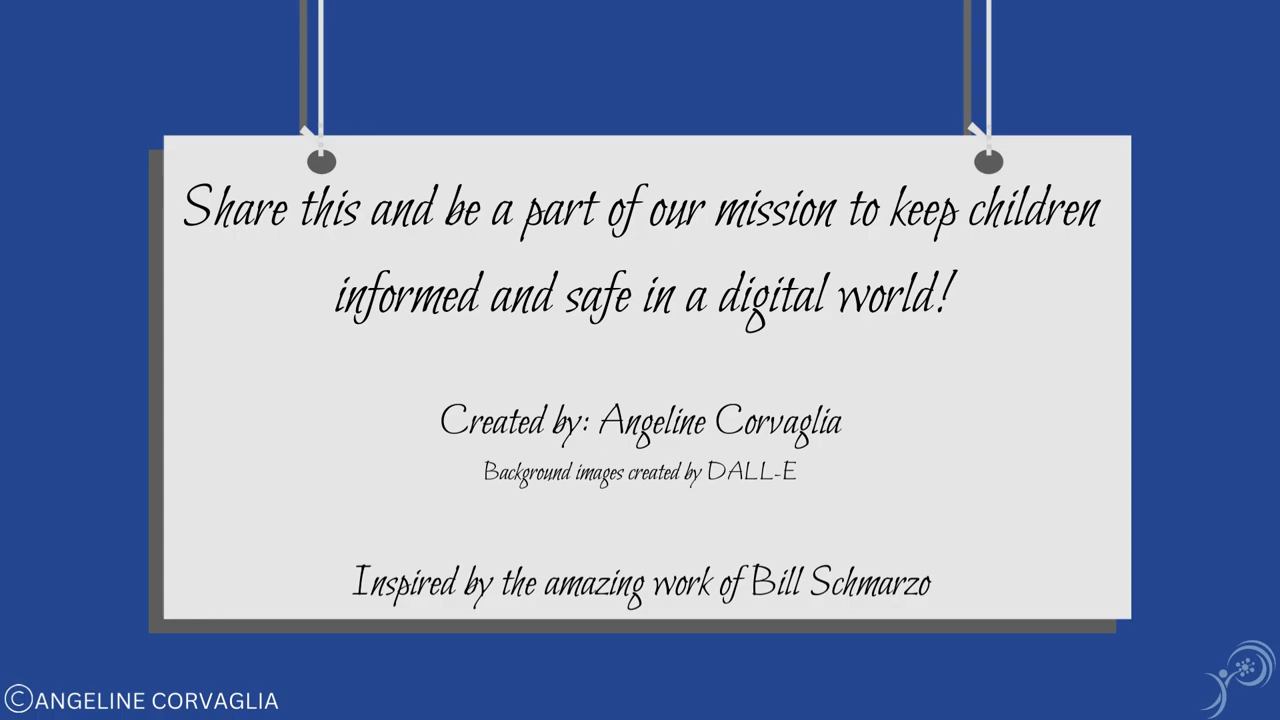 Share this and be a part of our mission to keep children
informed and safe in a digital world!
Created by: Angeline Corvaglia
Background images created by DALL-E
Inspired by the amazing work of Bill Schmarzo
©ANGELINE CORVAGLIA